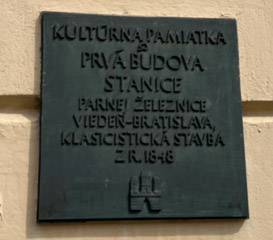 KULTÚRNA PAMIATKA
PRVÁ BUDOVA
STANICE
PARNEJ ŽELEZNICE
VIEDEŇ-BRATISLAVA,
KLASICISTICKÁ STAVBA
Z R. 1848